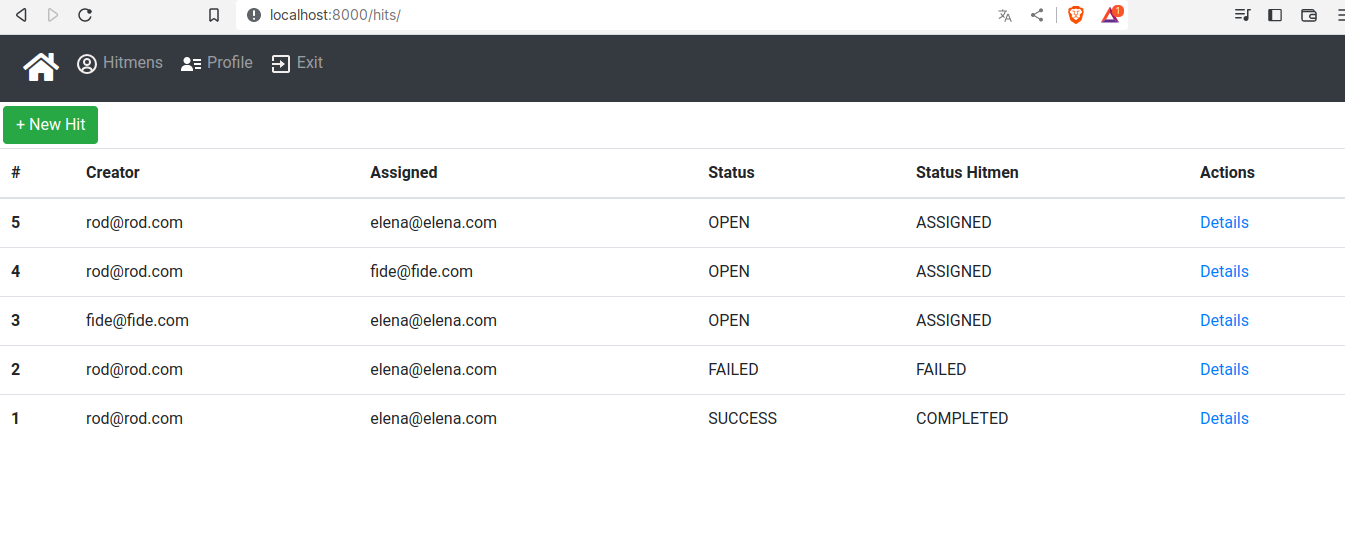 localhost:8000/hits/
1
Hitmens Profile Exit
+ New Hit
# Creator Assigned Status Status Hitmen Actions
5 rod@rod.com elena@elena.com OPEN ASSIGNED Details
4 rod@rod.com fide@fide.com OPEN ASSIGNED Details
3 fide@fide.com elena@elena.com OPEN ASSIGNED Details
2 rod@rod.com elena@elena.com FAILED FAILED Details
1 rod@rod.com elena@elena.com SUCCESS COMPLETED Details